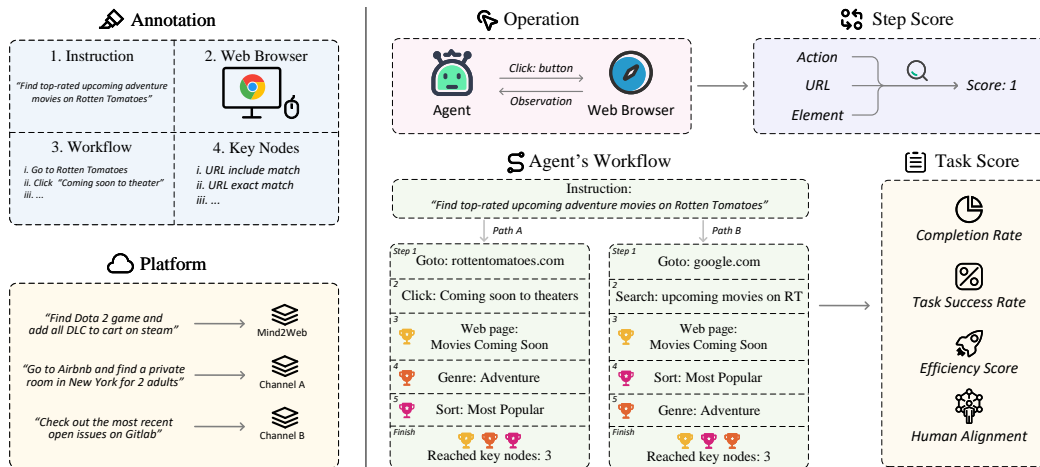 Annotation
1. Instruction
“Find top-rated upcoming adventure
movies on Rotten Tomatoes”
2. Web Browser
3. Workflow
i. Go to Rotten Tomatoes
ii. Click “Coming soon to theater”
iii. ...
4. Key Nodes
i. URL include match
ii. URL exact match
iii. ...
Platform
“Find Dota 2 game and
add all DLC to cart on steam”
Mind2Web
“Go to Airbnb and find a private
room in New York for 2 adults”
Channel A
“Check out the most recent
open issues on Gitlab”
Channel B
Operation
Agent
Click: button
Observation
Web Browser
Step Score
Action
URL
Element
Score: 1
Agent’s Workflow
Instruction:
“Find top-rated upcoming adventure movies on Rotten Tomatoes”
Path A
Path B
Step 1
Goto: rottentomatoes.com
2
Click: Coming soon to theaters
3
Web page:
Movies Coming Soon
4
Genre: Adventure
5
Sort: Most Popular
Finish
Reached key nodes: 3
Step 1
Goto: google.com
2
Search: upcoming movies on RT
3
Web page:
Movies Coming Soon
4
Sort: Most Popular
5
Genre: Adventure
Finish
Reached key nodes: 3
Task Score
Completion Rate
Task Success Rate
Efficiency Score
Human Alignment